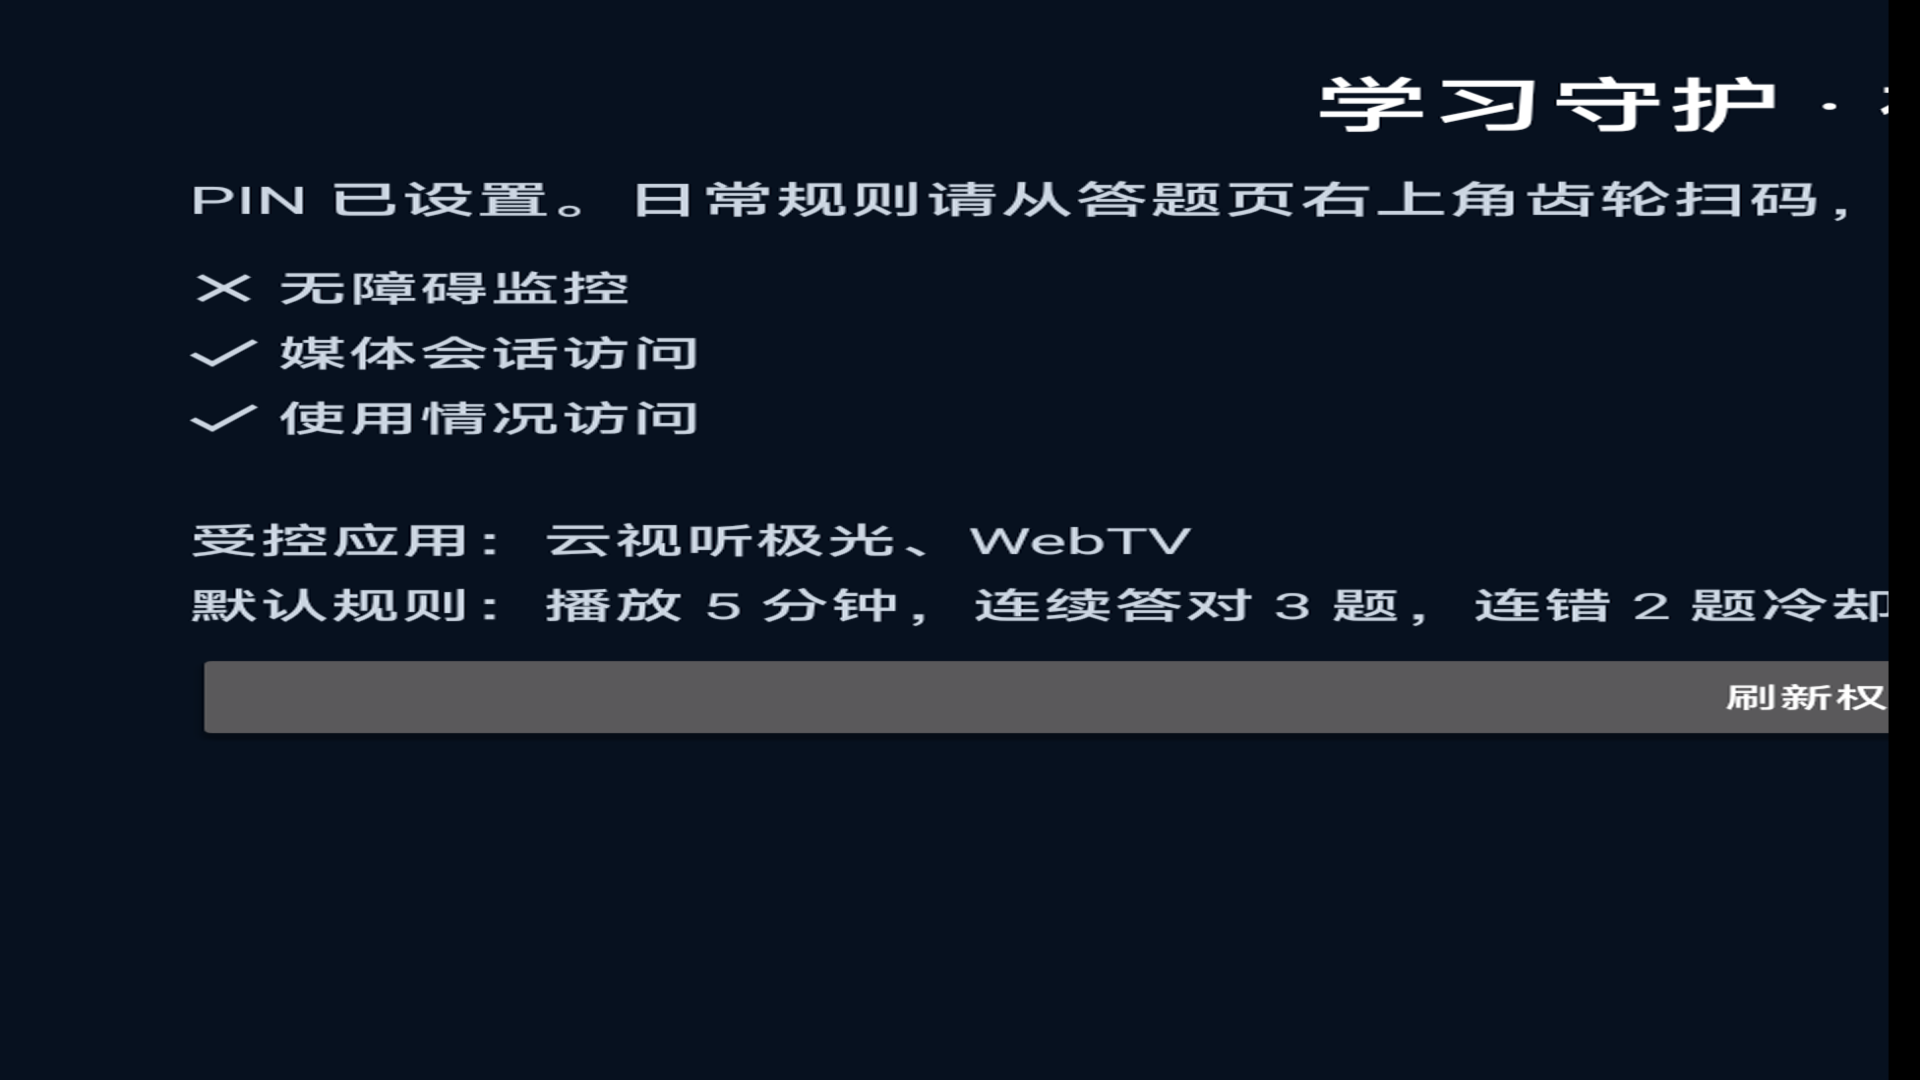 学习守护 ·
PIN 已设置。日常规则请从答题页右上角齿轮扫码，
✕ 无障碍监控
✓ 媒体会话访问
✓ 使用情况访问
受控应用：云视听极光、WebTV
默认规则：播放 5 分钟，连续答对 3 题，连错 2 题冷却
刷新权